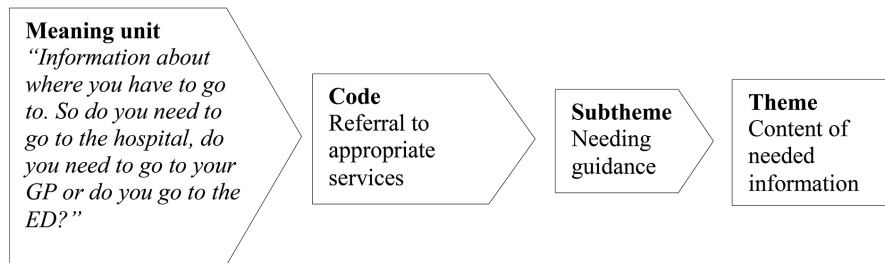 Meaning unit
“Information about
where you have to go
to. So do you need to
go to the hospital, do
you need to go to your
GP or do you go to the
ED?”
Code
Referral to
appropriate
services
Subtheme
Needing
guidance
Theme
Content of
needed
information